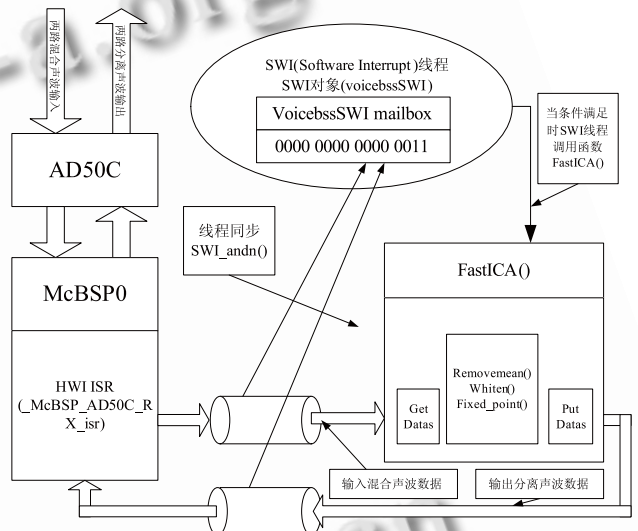 两路混合声波输入
两路分离声波输出
SWI(Software Interrupt)线程
SWI对象(voicebssSWI)
VoicebssSWI mailbox
0000 0000 0000 0011
当条件满足
时SWI线程
调用函数
FastICA()
AD50C
线程同步
SWI_andn()
McBSP0
FastICA()
HWI ISR
(_McBSP_AD50C_R
X_isr)
Removemean()
Whiten()
Fixed_point()
Get
Datas
Put
Datas
输入混合声波数据
输出分离声波数据